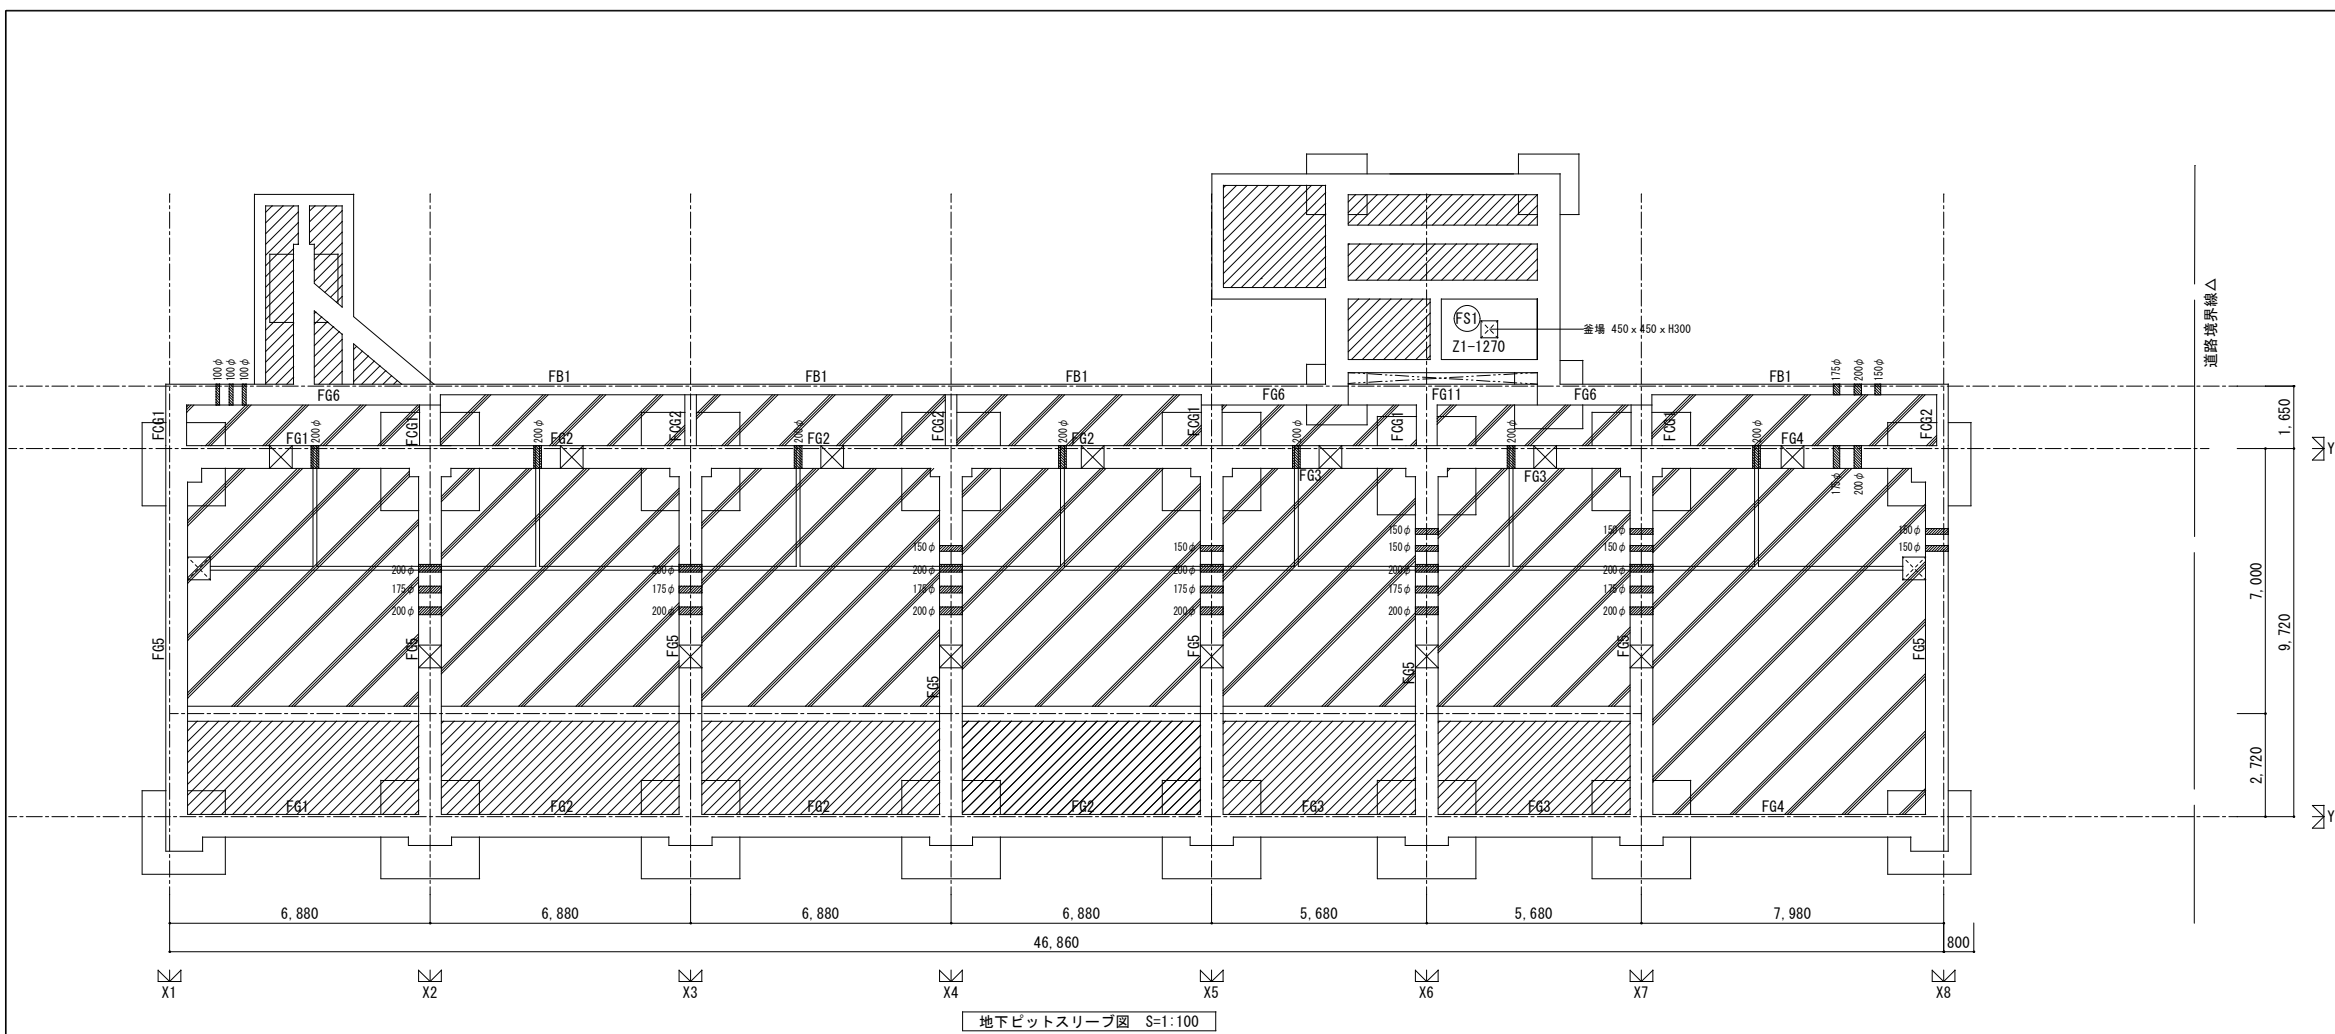 FS1
釜場 450 x 450 x H300
Z1-1270
道路境界線△
100φ
100φ
100φ
FB1
FB1
FB1
FB1
175φ
200φ
150φ
FG6
FG6
FG11
FG6
FCG1
FCG1
FCG2
FCG2
FCG1
FCG1
FCG1
FCG2
1,650
FG1
200φ
200φ
FG2
200φ
FG2
200φ
FG2
200φ
FG3
200φ
FG3
200φ
FG4
175φ
200φ
Y
150φ
150φ
150φ
150φ
150φ
150φ
150φ
150φ
200φ
200φ
200φ
200φ
200φ
200φ
175φ
175φ
175φ
175φ
175φ
200φ
200φ
200φ
200φ
200φ
200φ
7,000
9,720
FG5
FG5
FG5
FG5
FG5
FG5
FG5
FG5
2,720
FG1
FG2
FG2
FG2
FG3
FG3
FG4
Y
6,880
6,880
6,880
6,880
5,680
5,680
7,980
46,860
800
X1
X2
X3
X4
X5
X6
X7
X8
地下ピットスリーブ図 S=1:100